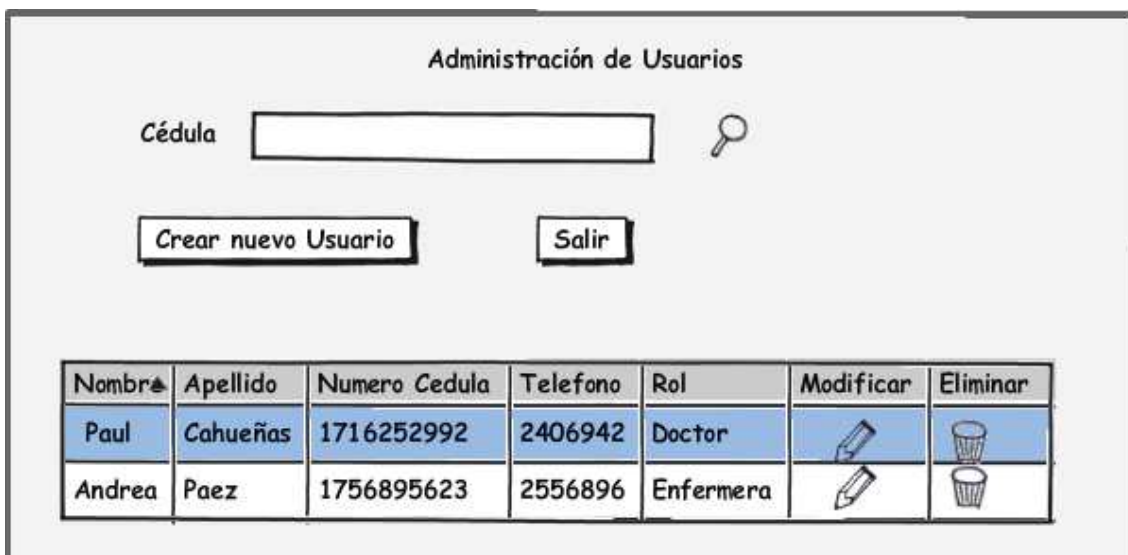 Administración de Usuarios
Cédula
Crear nuevo Usuario Salir
Nombre Apellido Numero Cedula Telefono Rol Modificar Eliminar
Paul Cahueñas 1716252992 2406942 Doctor
Andrea Paez 1756895623 2556896 Enfermera